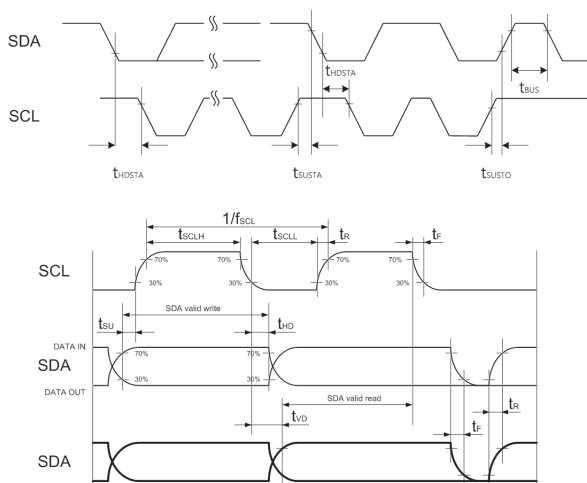 SDA
tHDSTA
tBUS
SCL
tHDSTA tSUSTA tSUSTO
1/fSCL
tSCLH tSCLL tR tF
70% 70% 70% 70%
SCL
30% 30% 30% 30%
SDA valid write
tSU tHD
DATA IN
70% 70%
SDA
30% 30%
DATA OUT
SDA valid read
tR
tVD tF
SDA